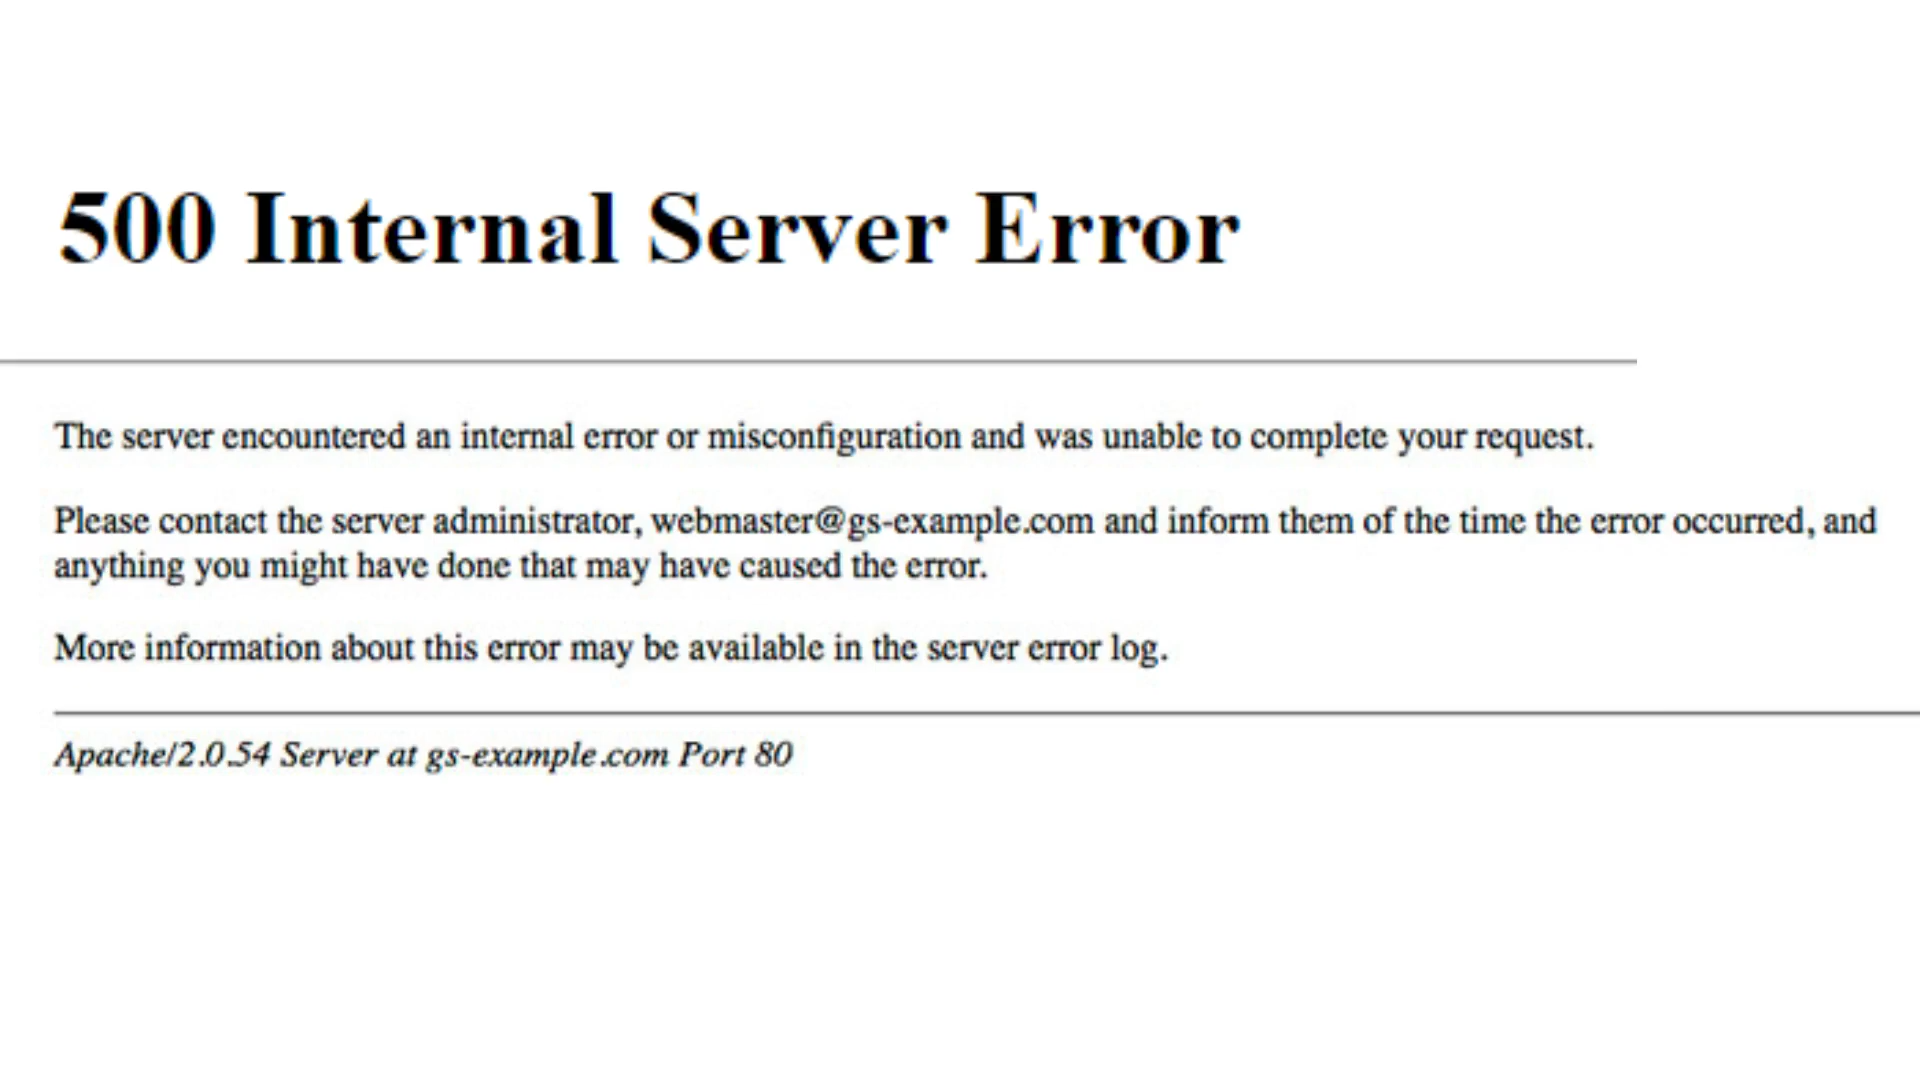 500 Internal Server Error
The server encountered an internal error or misconfiguration and was unable to complete your request.
Please contact the server administrator, webmaster@gs-example.com and inform them of the time the error occurred, and
anything you might have done that may have caused the error.
More information about this error may be available in the server error log.
Apache/2.0.54 Server at gs-example.com Port 80